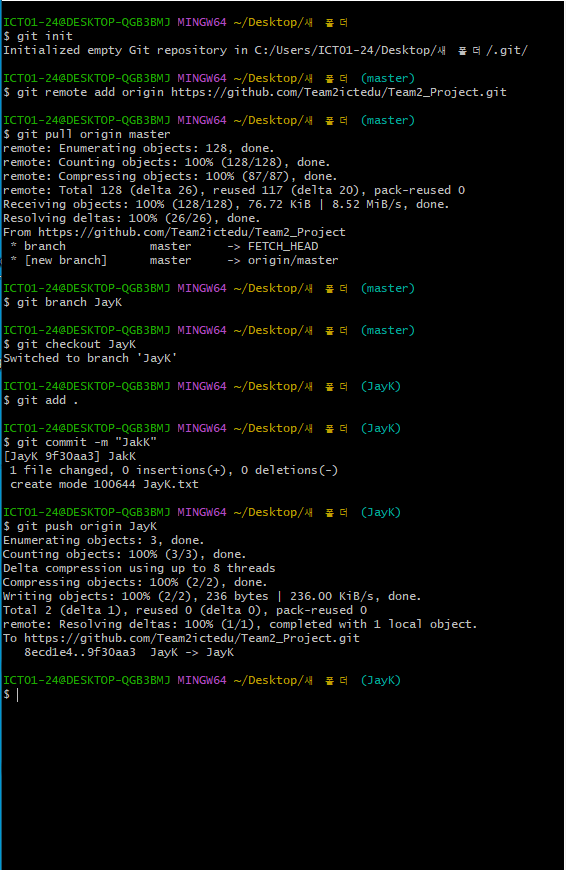 ICT01-24@DESKTOP-QGB3BMJ MINGW64 ~/Desktop/새 폴더
$ git init
Initialized empty Git repository in C:/Users/ICT01-24/Desktop/새 폴더/.git/
ICT01-24@DESKTOP-QGB3BMJ MINGW64 ~/Desktop/새 폴더 (master)
$ git remote add origin https://github.com/Team2ictedu/Team2_Project.git
ICT01-24@DESKTOP-QGB3BMJ MINGW64 ~/Desktop/새 폴더 (master)
$ git pull origin master
remote: Enumerating objects: 128, done.
remote: Counting objects: 100% (128/128), done.
remote: Compressing objects: 100% (87/87), done.
remote: Total 128 (delta 26), reused 117 (delta 20), pack-reused 0
Receiving objects: 100% (128/128), 76.72 KiB | 8.52 MiB/s, done.
Resolving deltas: 100% (26/26), done.
From https://github.com/Team2ictedu/Team2_Project
 * branch            master     -> FETCH_HEAD
 * [new branch]      master     -> origin/master
ICT01-24@DESKTOP-QGB3BMJ MINGW64 ~/Desktop/새 폴더 (master)
$ git branch JayK
ICT01-24@DESKTOP-QGB3BMJ MINGW64 ~/Desktop/새 폴더 (master)
$ git checkout JayK
Switched to branch 'JayK'
ICT01-24@DESKTOP-QGB3BMJ MINGW64 ~/Desktop/새 폴더 (JayK)
$ git add .
ICT01-24@DESKTOP-QGB3BMJ MINGW64 ~/Desktop/새 폴더 (JayK)
$ git commit -m "JakK"
[JayK 9f30aa3] JakK
 1 file changed, 0 insertions(+), 0 deletions(-)
 create mode 100644 JayK.txt
ICT01-24@DESKTOP-QGB3BMJ MINGW64 ~/Desktop/새 폴더 (JayK)
$ git push origin JayK
Enumerating objects: 3, done.
Counting objects: 100% (3/3), done.
Delta compression using up to 8 threads
Compressing objects: 100% (2/2), done.
Writing objects: 100% (2/2), 236 bytes | 236.00 KiB/s, done.
Total 2 (delta 1), reused 0 (delta 0), pack-reused 0
remote: Resolving deltas: 100% (1/1), completed with 1 local object.
To https://github.com/Team2ictedu/Team2_Project.git
   8ecd1e4..9f30aa3  JayK -> JayK
ICT01-24@DESKTOP-QGB3BMJ MINGW64 ~/Desktop/새 폴더 (JayK)
$